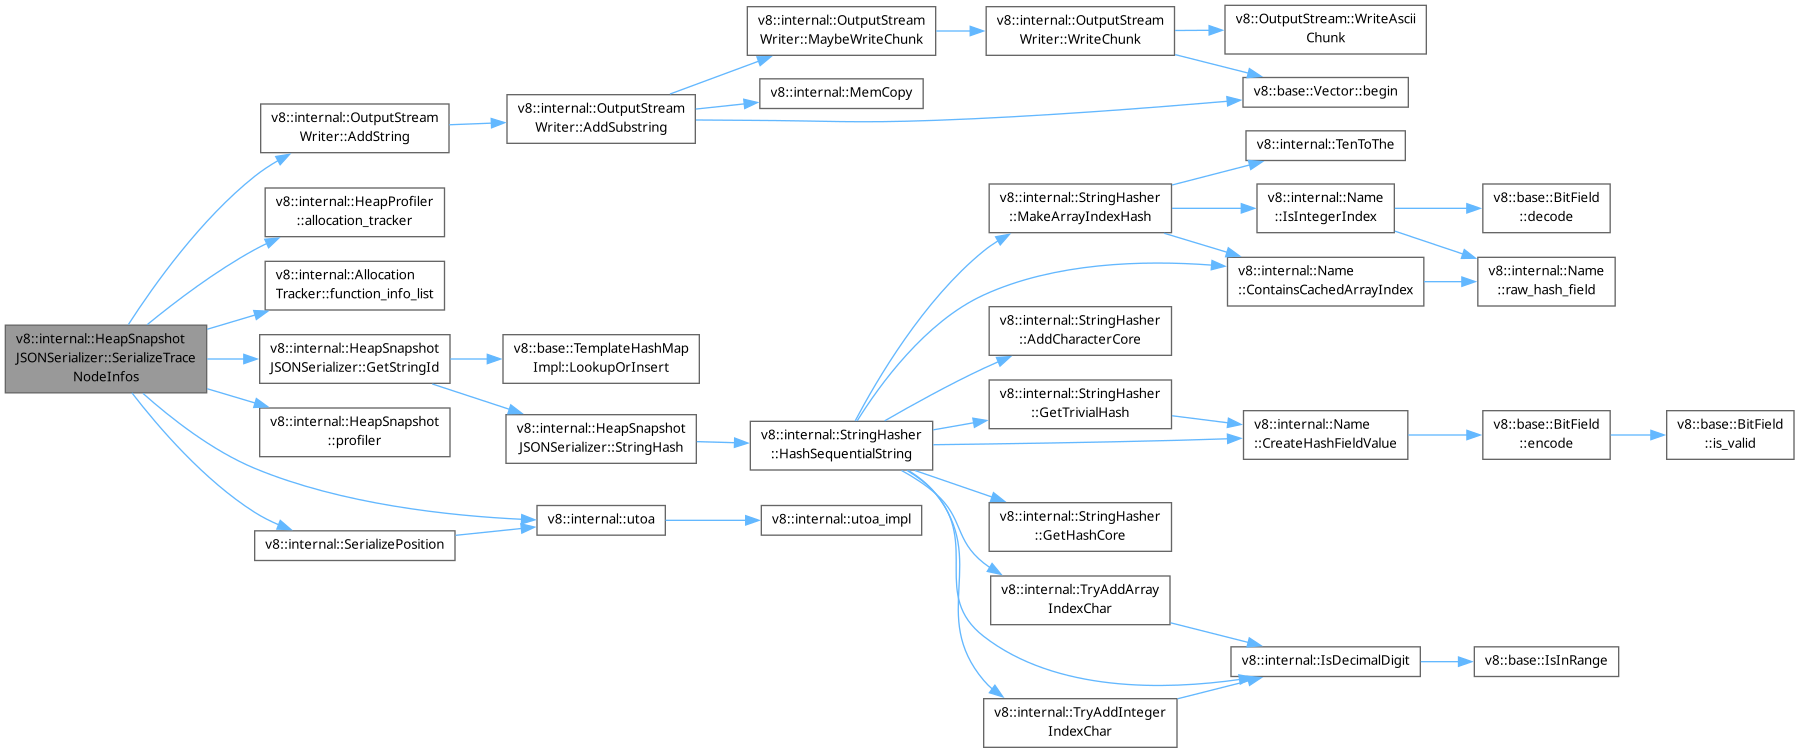 v8::internal::HeapSnapshot
JSONSerializer::SerializeTrace
NodeInfos
v8::internal::OutputStream
Writer::AddString
v8::internal::HeapProfiler
::allocation_tracker
v8::internal::Allocation
Tracker::function_info_list
v8::internal::HeapSnapshot
JSONSerializer::GetStringId
v8::internal::HeapSnapshot
::profiler
v8::internal::SerializePosition
v8::internal::OutputStream
Writer::AddSubstring
v8::base::TemplateHashMap
Impl::LookupOrInsert
v8::internal::HeapSnapshot
JSONSerializer::StringHash
v8::internal::utoa
v8::internal::OutputStream
Writer::MaybeWriteChunk
v8::internal::MemCopy
v8::internal::StringHasher
::HashSequentialString
v8::internal::utoa_impl
v8::internal::OutputStream
Writer::WriteChunk
v8::internal::StringHasher
::MakeArrayIndexHash
v8::internal::StringHasher
::AddCharacterCore
v8::internal::StringHasher
::GetTrivialHash
v8::internal::StringHasher
::GetHashCore
v8::internal::TryAddArray
IndexChar
v8::internal::TryAddInteger
IndexChar
v8::OutputStream::WriteAscii
Chunk
v8::base::Vector::begin
v8::internal::TenToThe
v8::internal::Name
::IsIntegerIndex
v8::internal::Name
::ContainsCachedArrayIndex
v8::internal::Name
::CreateHashFieldValue
v8::internal::IsDecimalDigit
v8::base::BitField
::decode
v8::internal::Name
::raw_hash_field
v8::base::BitField
::encode
v8::base::IsInRange
v8::base::BitField
::is_valid